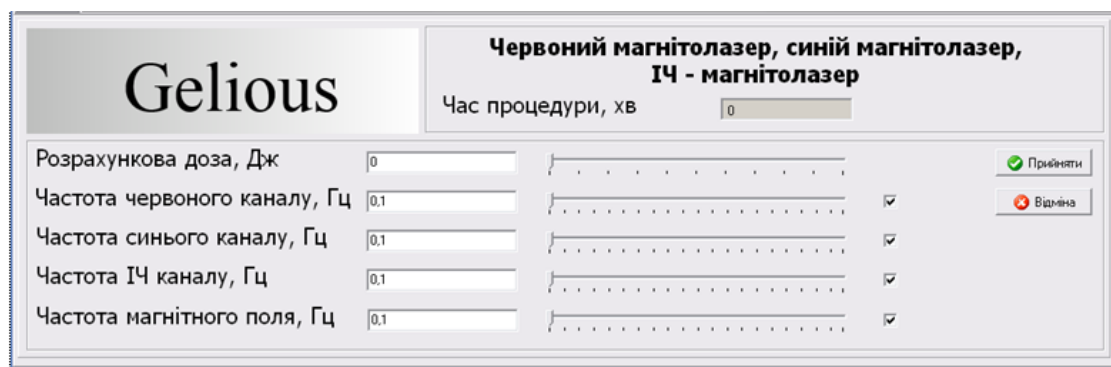 Gelious
Червоний магнітолазер, синій магнітолазер,
ІЧ - магнітолазер
Час процедури, хв 0
Розрахункова доза, Дж 0
Прийняти
Частота червоного каналу, Гц 0,1
Відміна
Частота синього каналу, Гц 0,1
Частота ІЧ каналу, Гц 0,1
Частота магнітного поля, Гц 0,1